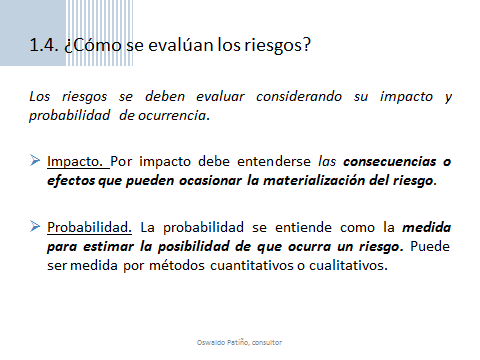 1.4. ¿Cómo se evalúan los riesgos?
Los riesgos se deben evaluar considerando su impacto y
probabilidad de ocurrencia.
Impacto. Por impacto debe entenderse las consecuencias o
efectos que pueden ocasionar la materialización del riesgo.
Probabilidad. La probabilidad se entiende como la medida
para estimar la posibilidad de que ocurra un riesgo. Puede
ser medida por métodos cuantitativos o cualitativos.
Oswaldo Patiño, consultor